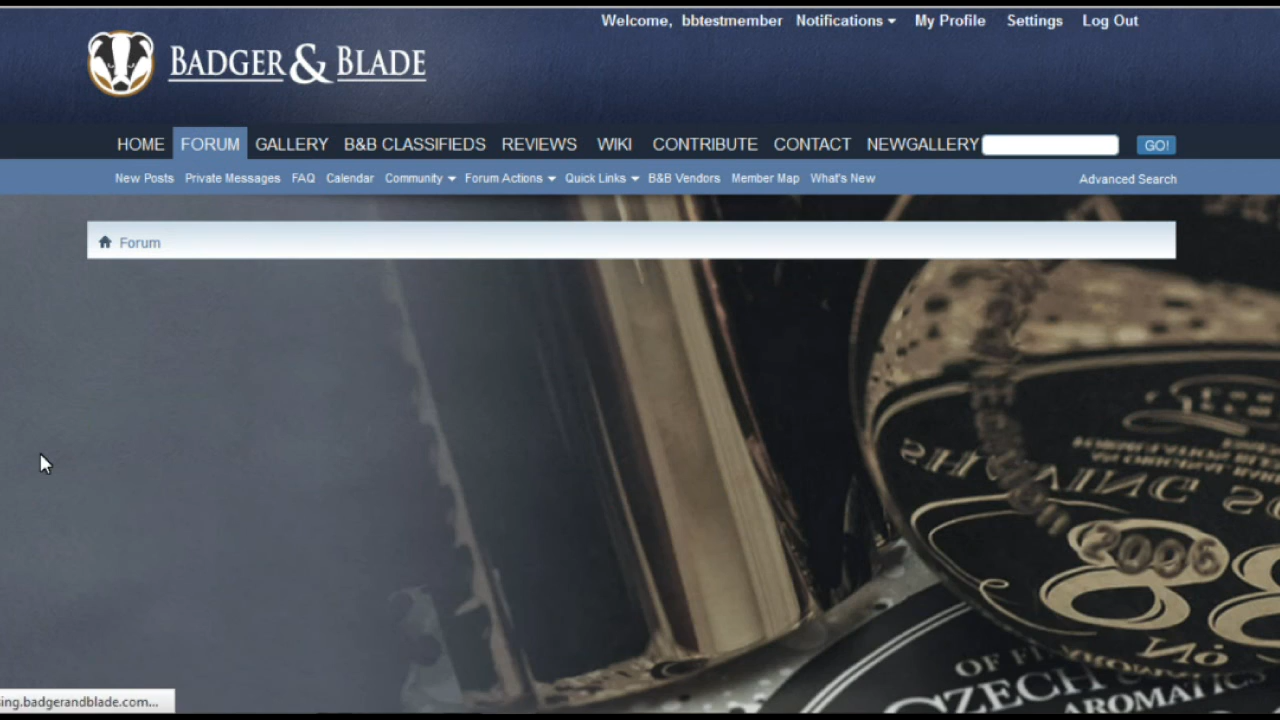 Welcome, bbtestmember Notifications My Profile Settings Log Out
BADGER & BLADE
HOME FORUM GALLERY B&B CLASSIFIEDS REVIEWS WIKI CONTRIBUTE CONTACT NEWGALLERY GO!
New Posts Private Messages FAQ Calendar Community Forum Actions Quick Links B&B Vendors Member Map What's New Advanced Search
Forum
SHAVING
2006
88
No
OF
CZECH
AROMATICS
ing.badgerandblade.com...